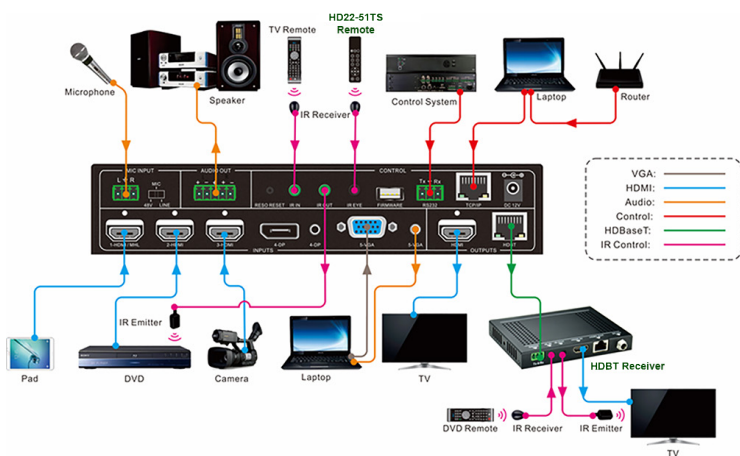 HD22-51TS
Remote
TV Remote
Microphone
Speaker
IR Receiver
Control System
Laptop
Router
MIC INPUT
AUDIO OUT
CONTROL
L + R
MIC
48V LINE
RESO RESET
IR IN
IR OUT
IR EYE
FIRMWARE
Tx + Rx
RS232
TCP/IP
DC 12V
VGA:
HDMI:
Audio:
Control:
HDBaseT:
IR Control:
1-HDMI / MHL
2-HDMI
3-HDMI
4-DP
4-DP
5-VGA
5-VGA
HDMI
HDBT
INPUTS
OUTPUTS
IR Emitter
Pad
DVD
Camera
Laptop
TV
HDBT Receiver
DVD Remote
IR Receiver
IR Emitter
TV